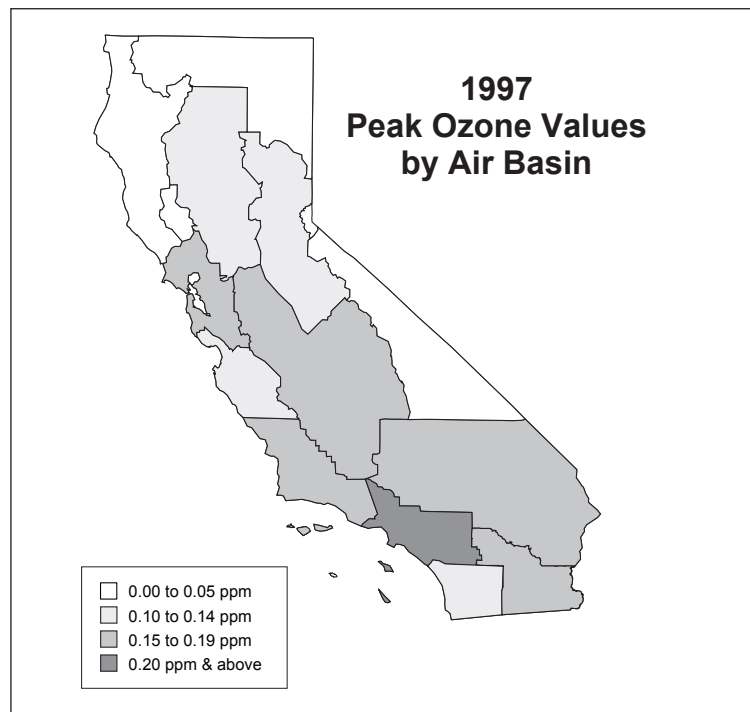 1997
Peak Ozone Values
by Air Basin
0.00 to 0.05 ppm
0.10 to 0.14 ppm
0.15 to 0.19 ppm
0.20 ppm & above